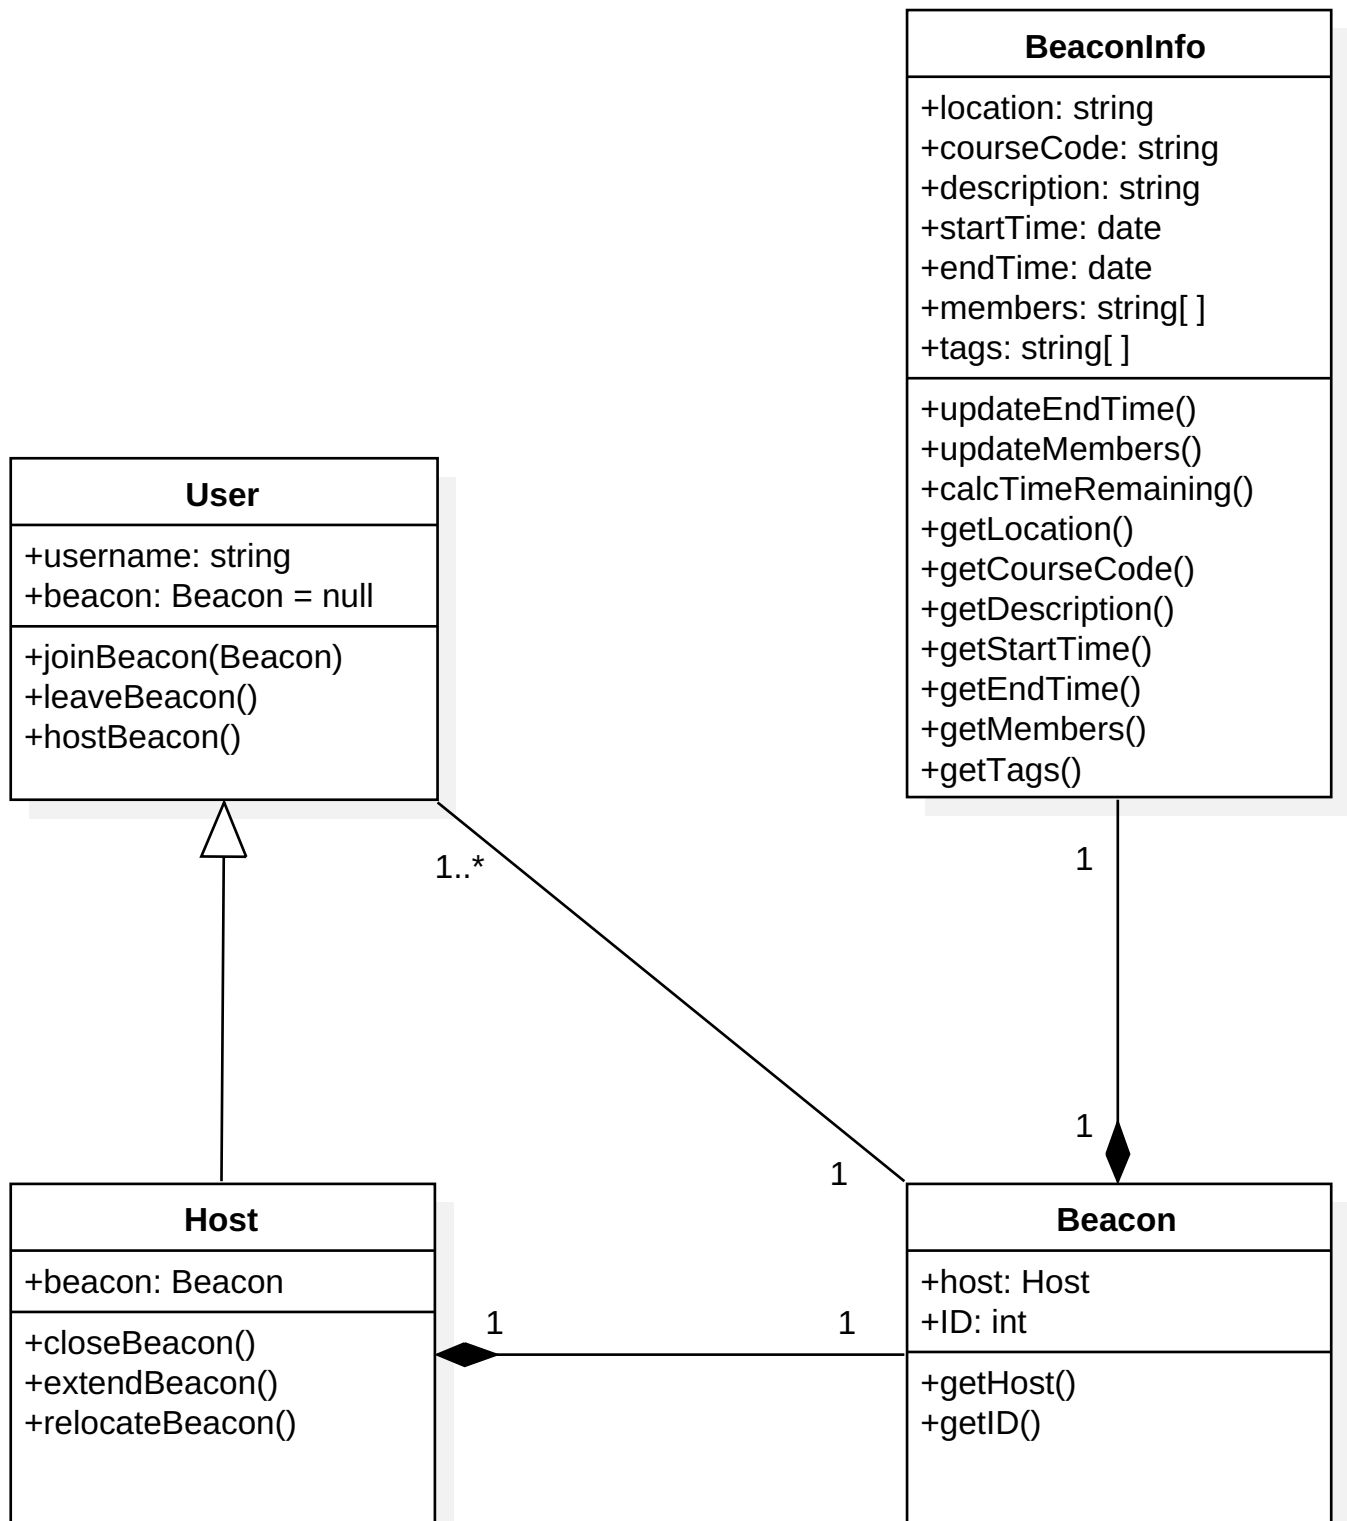 BeaconInfo
+location: string
+courseCode: string
+description: string
+startTime: date
+endTime: date
+members: string[ ]
+tags: string[ ]
+updateEndTime()
+updateMembers()
+calcTimeRemaining()
+getLocation()
+getCourseCode()
+getDescription()
+getStartTime()
+getEndTime()
+getMembers()
+getTags()
User
+username: string
+beacon: Beacon = null
+joinBeacon(Beacon)
+leaveBeacon()
+hostBeacon()
1..*
1
1
1
Host
+beacon: Beacon
+closeBeacon()
+extendBeacon()
+relocateBeacon()
1
1
Beacon
+host: Host
+ID: int
+getHost()
+getID()